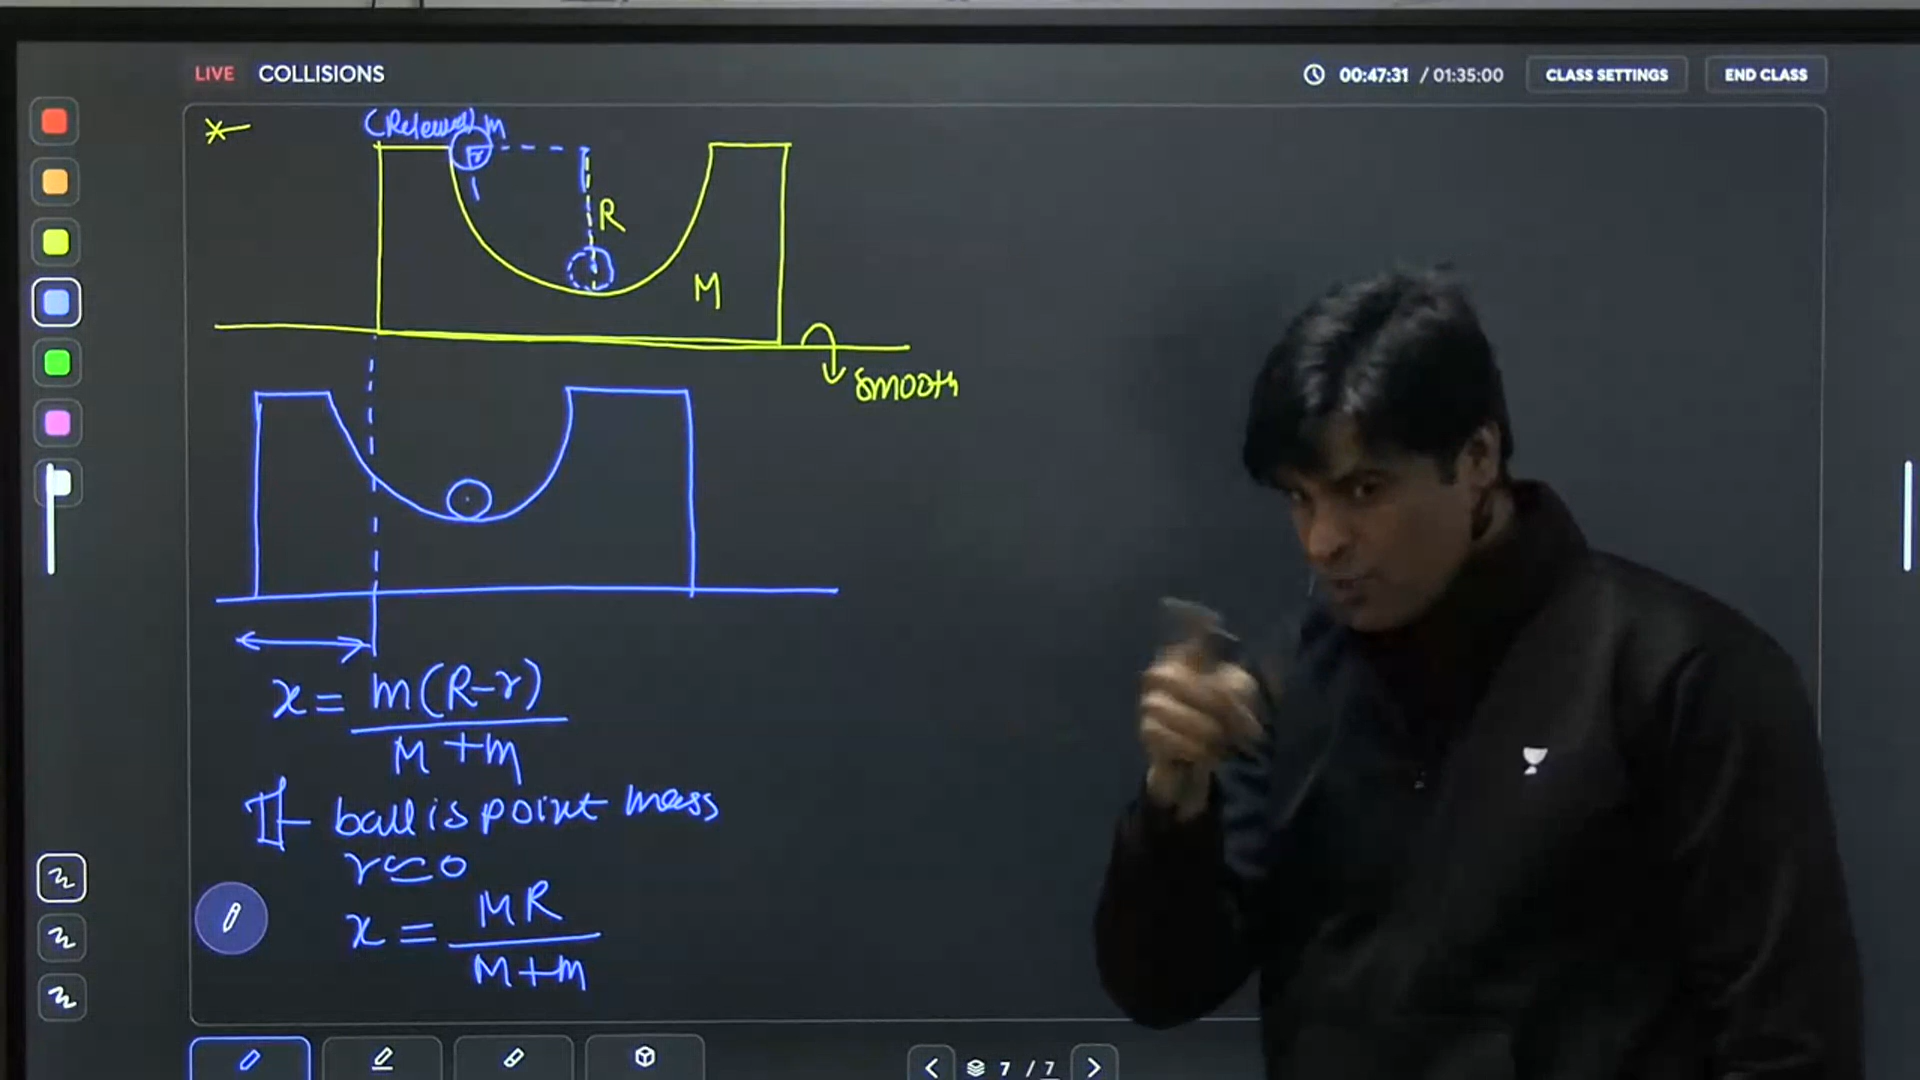 LIVE COLLISIONS 00:47:31 / 01:35:00 CLASS SETTINGS END CLASS
(Released) m
r
R
M
smooth
x = m(R-r) / M+m
If ball is point mass
r ≃ 0
x = MR / M+m
7 / 7